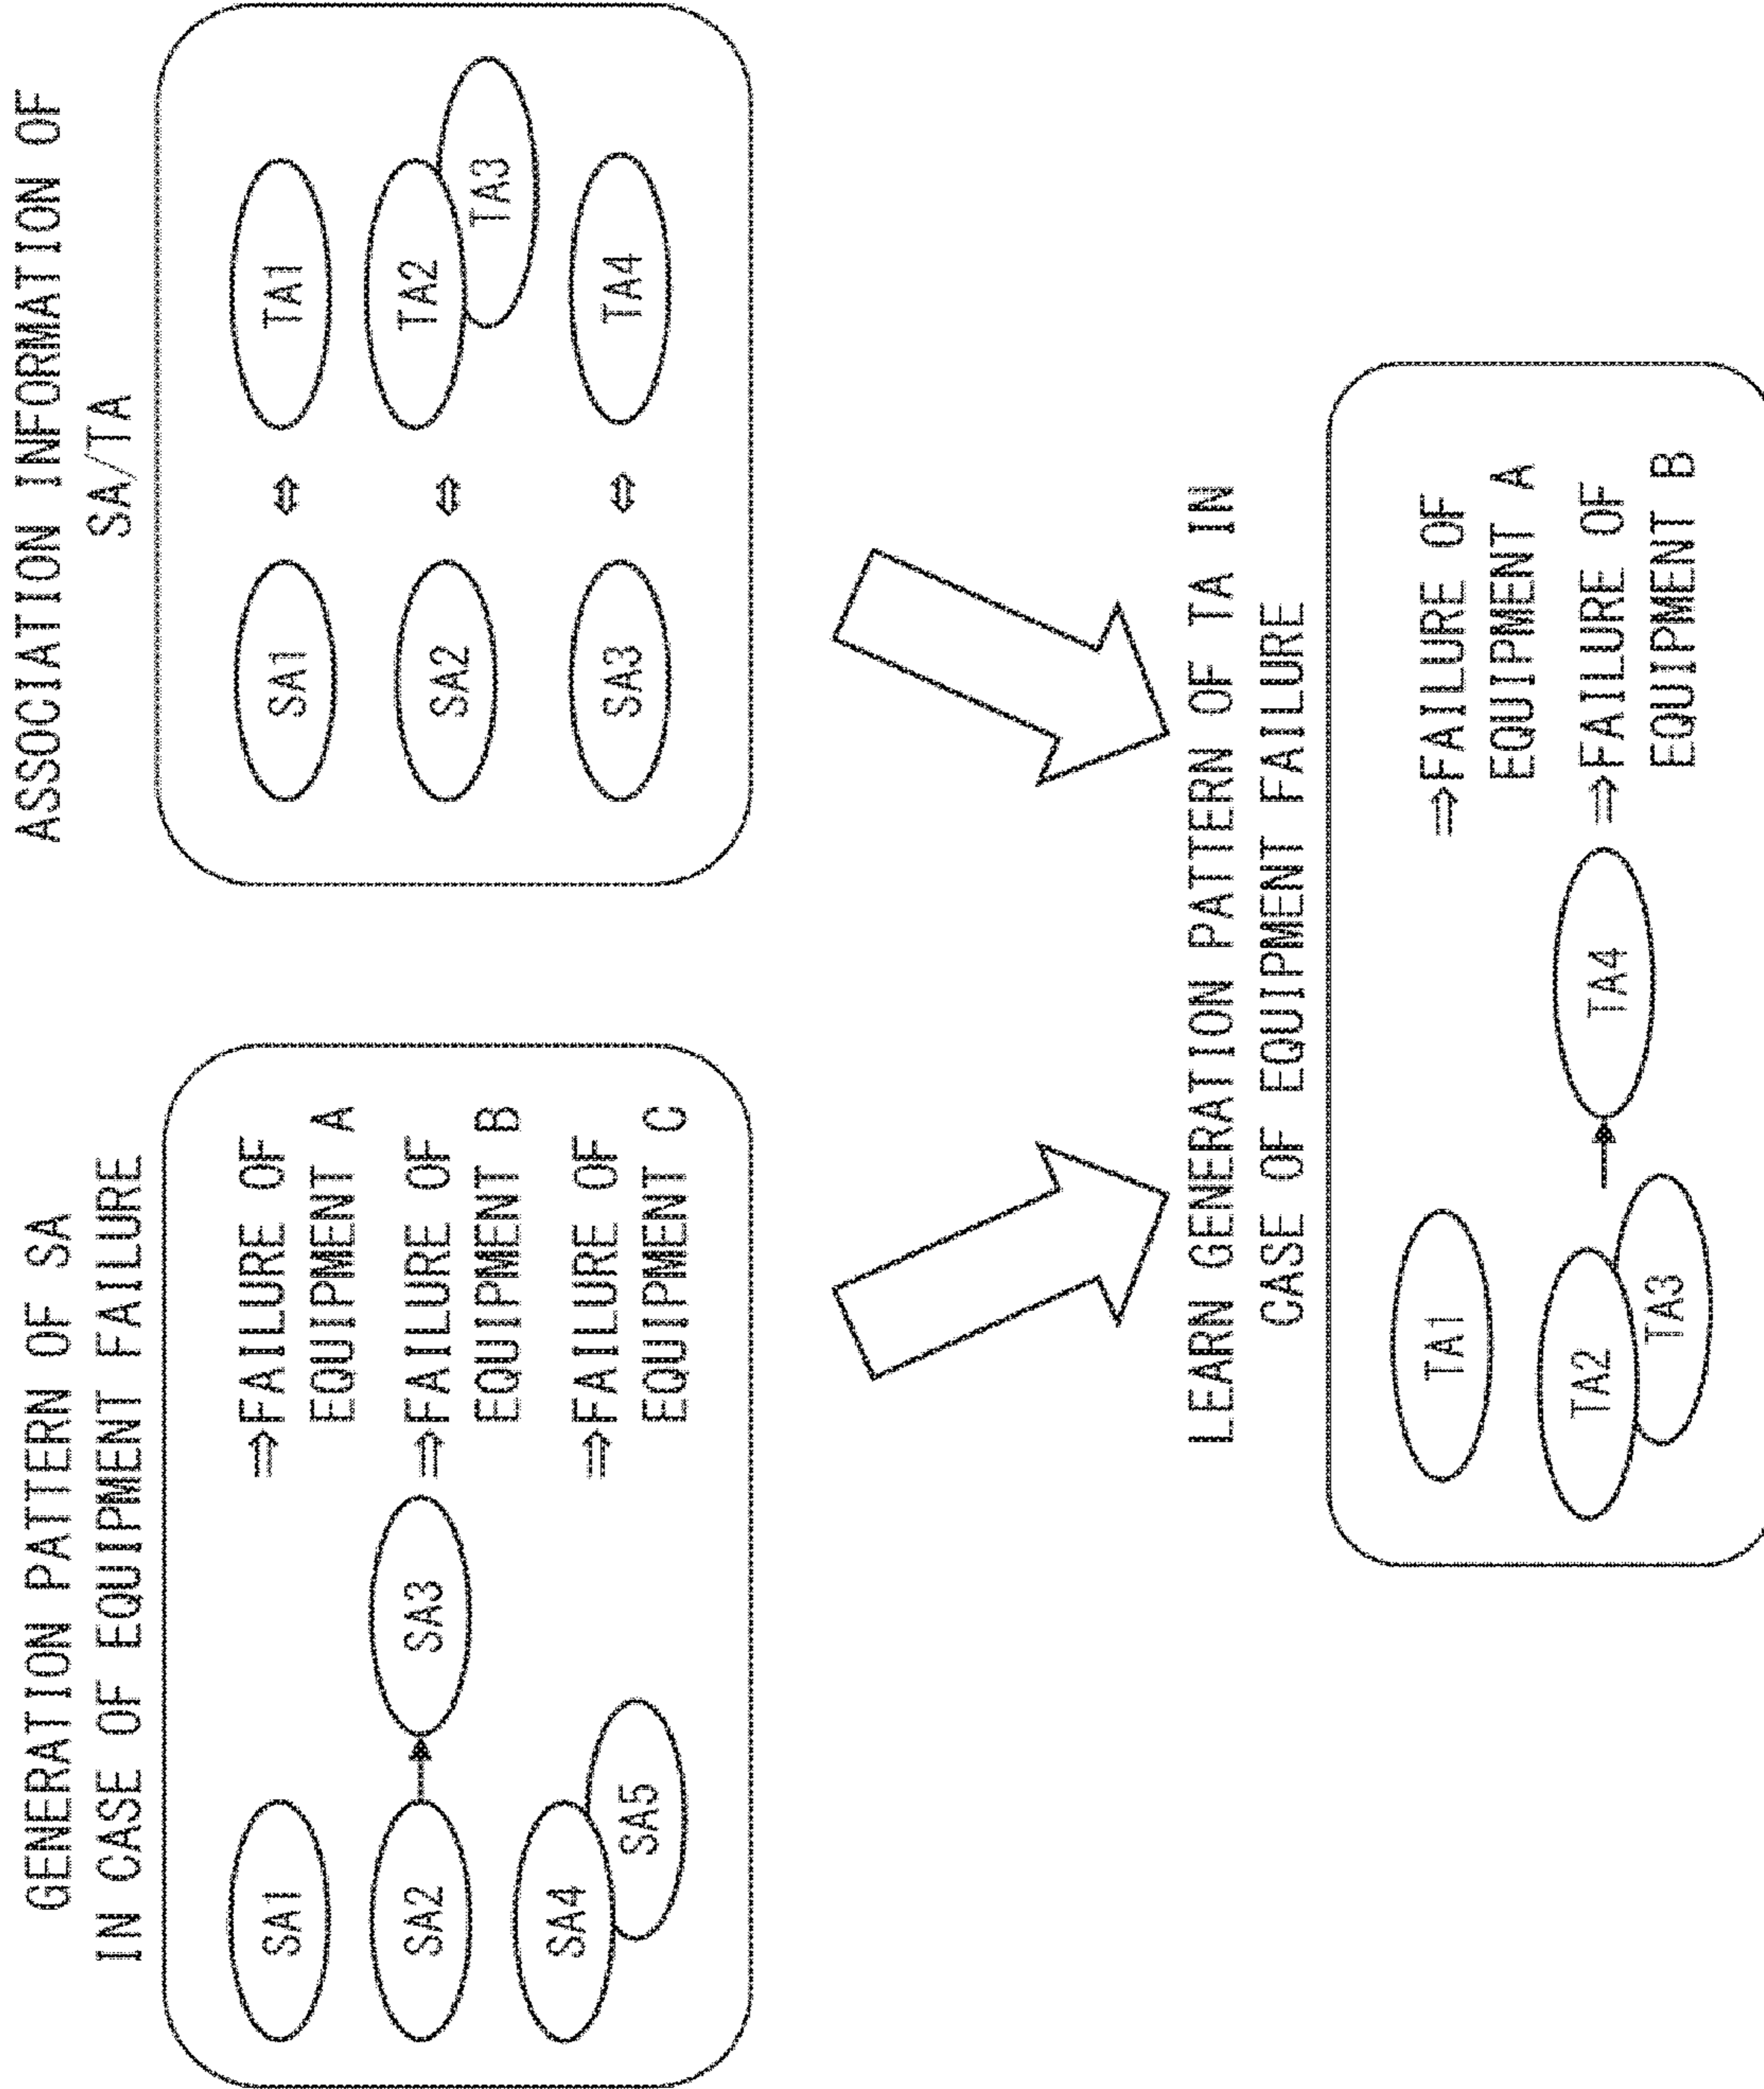 GENERATION PATTERN OF SA
IN CASE OF EQUIPMENT FAILURE
SA1
⇒FAILURE OF
EQUIPMENT A
SA2
SA3
⇒FAILURE OF
EQUIPMENT B
SA4
SA5
⇒FAILURE OF
EQUIPMENT C
ASSOCIATION INFORMATION OF
SA/TA
SA1
⇔
TA1
SA2
⇔
TA2
TA3
SA3
⇔
TA4
LEARN GENERATION PATTERN OF TA IN
CASE OF EQUIPMENT FAILURE
TA1
⇒FAILURE OF
EQUIPMENT A
TA2
TA3
TA4
⇒FAILURE OF
EQUIPMENT B